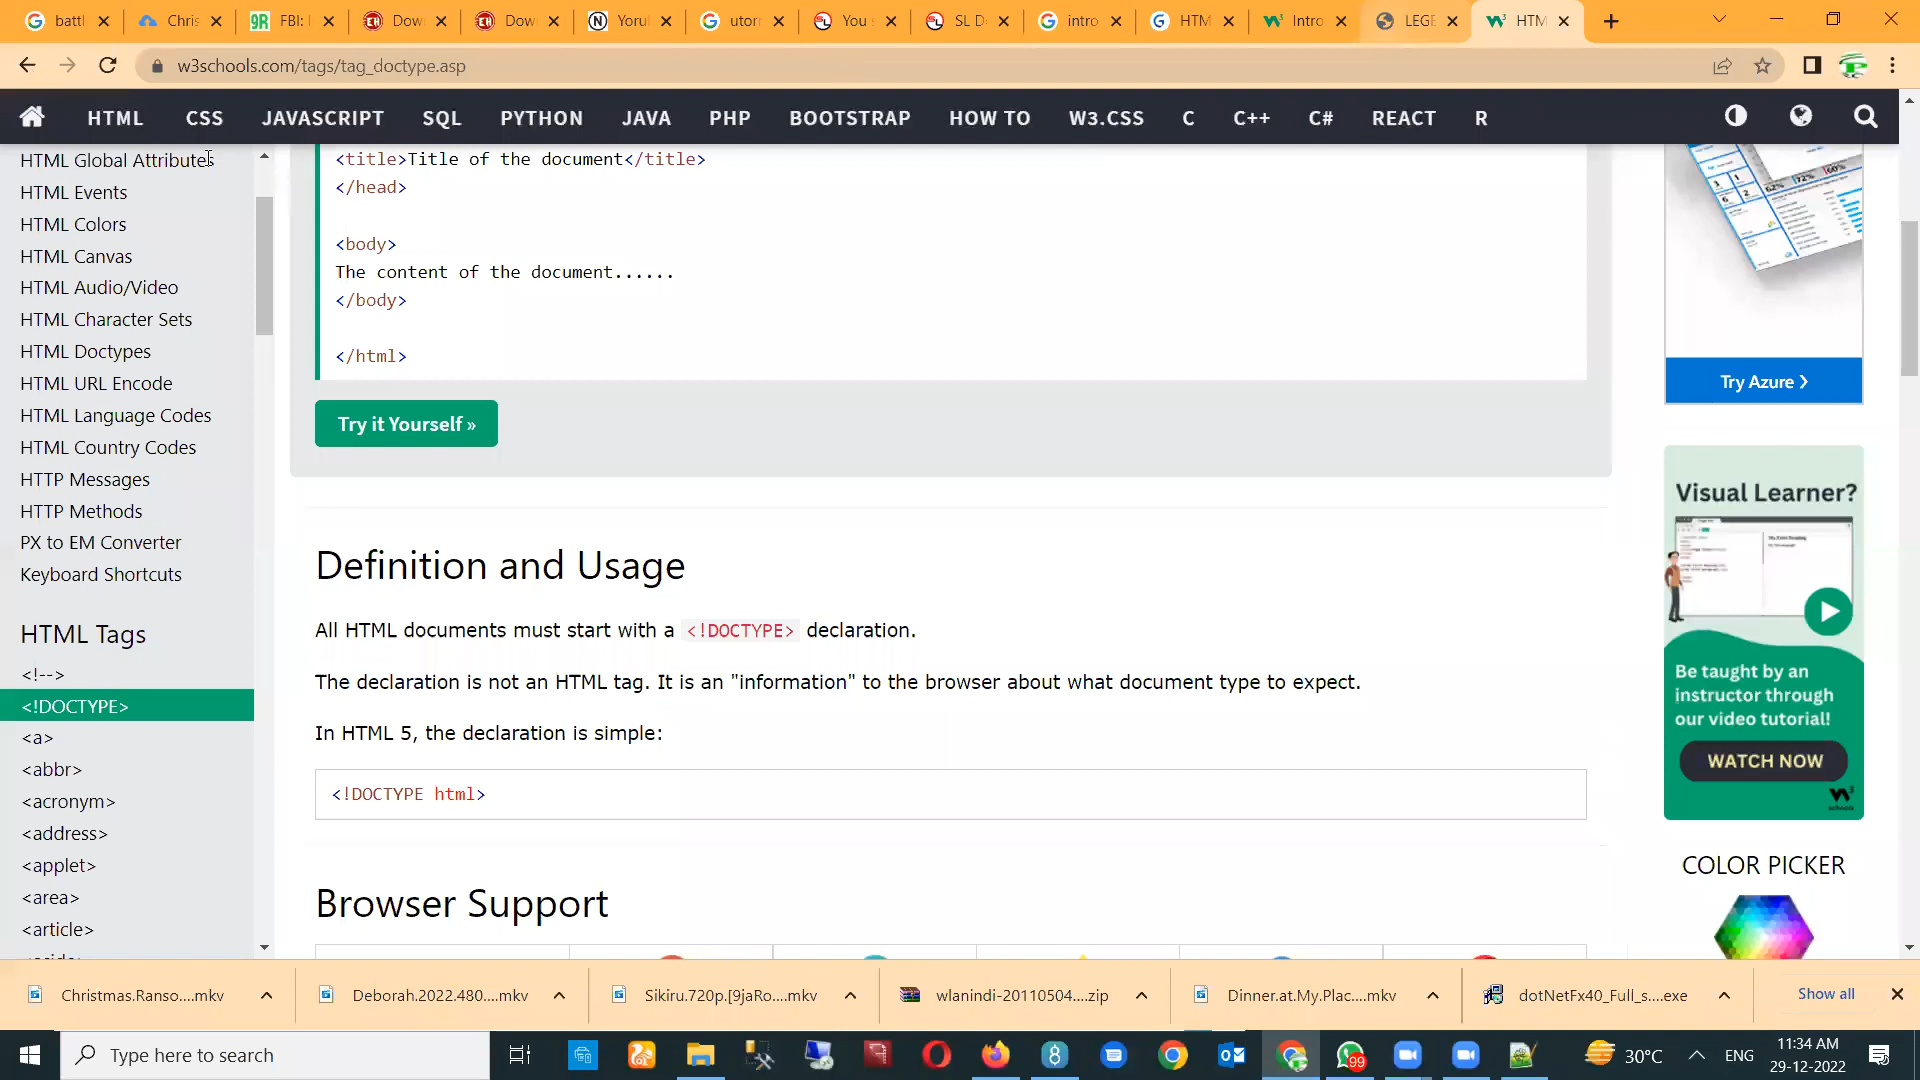 battl
Chris
FBI: I
Dow
Dow
Yorul
utorr
You s
SL D
intro
HTM
Intro
LEGE
HTM
w3schools.com/tags/tag_doctype.asp
HTML CSS JAVASCRIPT SQL PYTHON JAVA PHP BOOTSTRAP HOW TO W3.CSS C C++ C# REACT R
HTML Global Attributes
HTML Events
HTML Colors
HTML Canvas
HTML Audio/Video
HTML Character Sets
HTML Doctypes
HTML URL Encode
HTML Language Codes
HTML Country Codes
HTTP Messages
HTTP Methods
PX to EM Converter
Keyboard Shortcuts
HTML Tags
<!-->
<!DOCTYPE>
<a>
<abbr>
<acronym>
<address>
<applet>
<area>
<article>
<title>Title of the document</title>
</head>
<body>
The content of the document......
</body>
</html>
Try it Yourself »
Definition and Usage
All HTML documents must start with a <!DOCTYPE> declaration.
The declaration is not an HTML tag. It is an "information" to the browser about what document type to expect.
In HTML 5, the declaration is simple:
<!DOCTYPE html>
Browser Support
62% 72% 60%
Try Azure ❯
Visual Learner?
Be taught by an
instructor through
our video tutorial!
WATCH NOW
COLOR PICKER
Christmas.Ranso....mkv
Deborah.2022.480....mkv
Sikiru.720p.[9jaRo....mkv
wlanindi-20110504....zip
Dinner.at.My.Plac....mkv
dotNetFx40_Full_s....exe
Show all
Type here to search
99
30°C
ENG
11:34 AM
29-12-2022